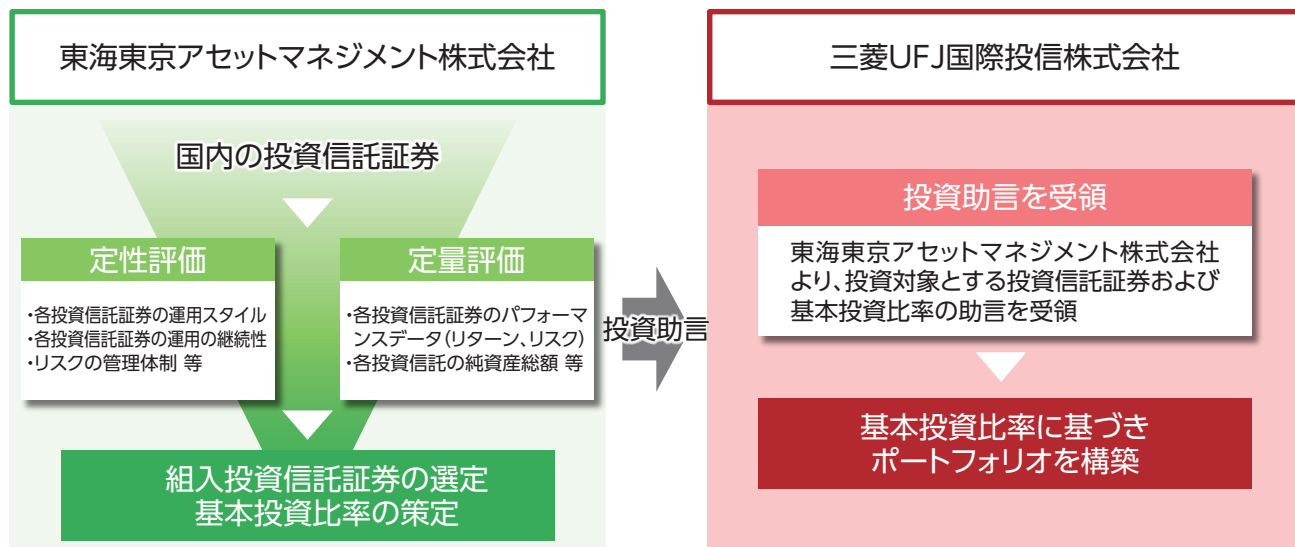 東海東京アセットマネジメント株式会社
国内の投資信託証券
定性評価
・各投資信託証券の運用スタイル
・各投資信託証券の運用の継続性
・リスクの管理体制 等
定量評価
・各投資信託証券のパフォーマ
ンスデータ(リターン、リスク)
・各投資信託の純資産総額 等
組入投資信託証券の選定
基本投資比率の策定
投資助言
三菱UFJ国際投信株式会社
投資助言を受領
東海東京アセットマネジメント株式会社
より、投資対象とする投資信託証券および
基本投資比率の助言を受領
基本投資比率に基づき
ポートフォリオを構築